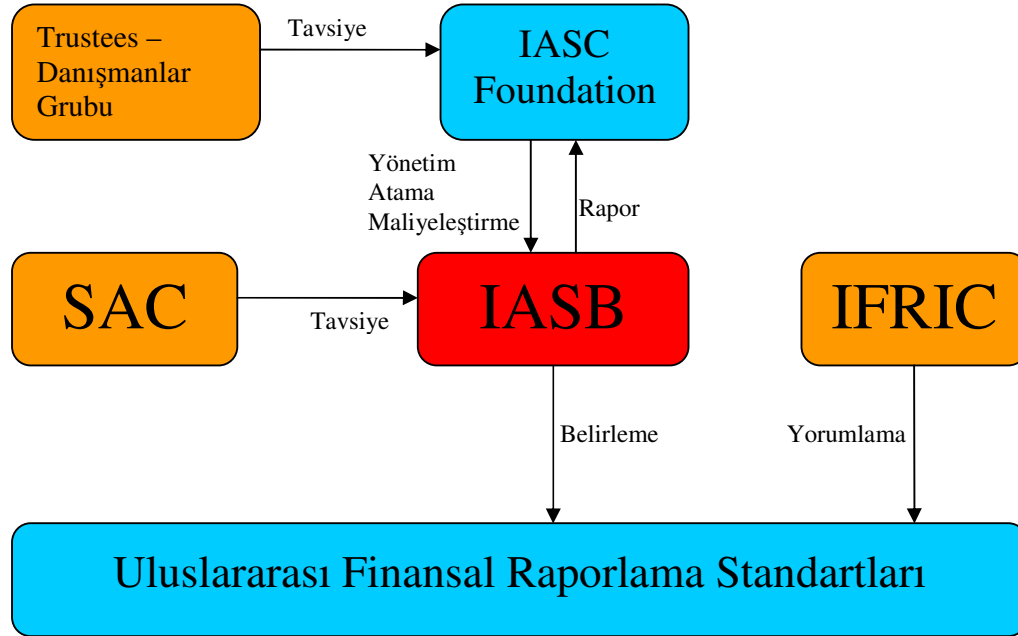 Trustees –
Danışmanlar
Grubu
Tavsiye
IASC
Foundation
Yönetim
Atama
Maliyeleştirme
Rapor
SAC
Tavsiye
IASB
IFRIC
Belirleme
Yorumlama
Uluslararası Finansal Raporlama Standartları